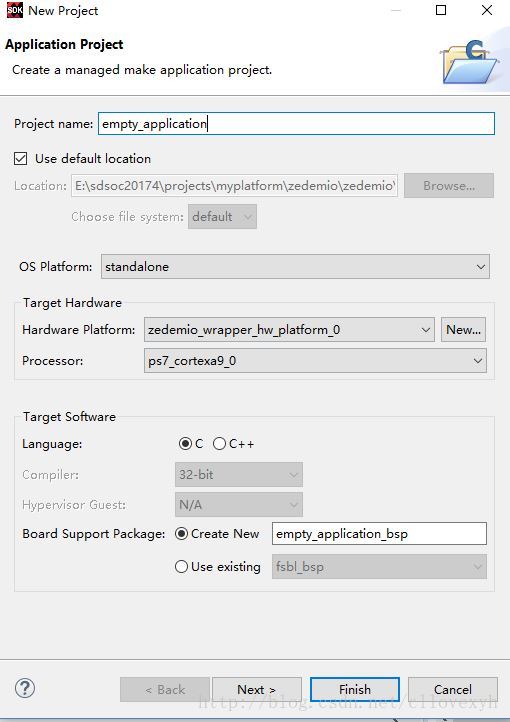 SDK New Project
Application Project
Create a managed make application project.
Project name: empty_application
Use default location
Location: E:\sdsoc20174\projects\myplatform\zedemio\zedemio\ Browse...
Choose file system: default
OS Platform: standalone
Target Hardware
Hardware Platform: zedemio_wrapper_hw_platform_0 New...
Processor: ps7_cortexa9_0
Target Software
Language: C C++
Compiler: 32-bit
Hypervisor Guest: N/A
Board Support Package: Create New empty_application_bsp
Use existing fsbl_bsp
? < Back Next > Finish Cancel
http://blog.csdn.net/cllovexyh